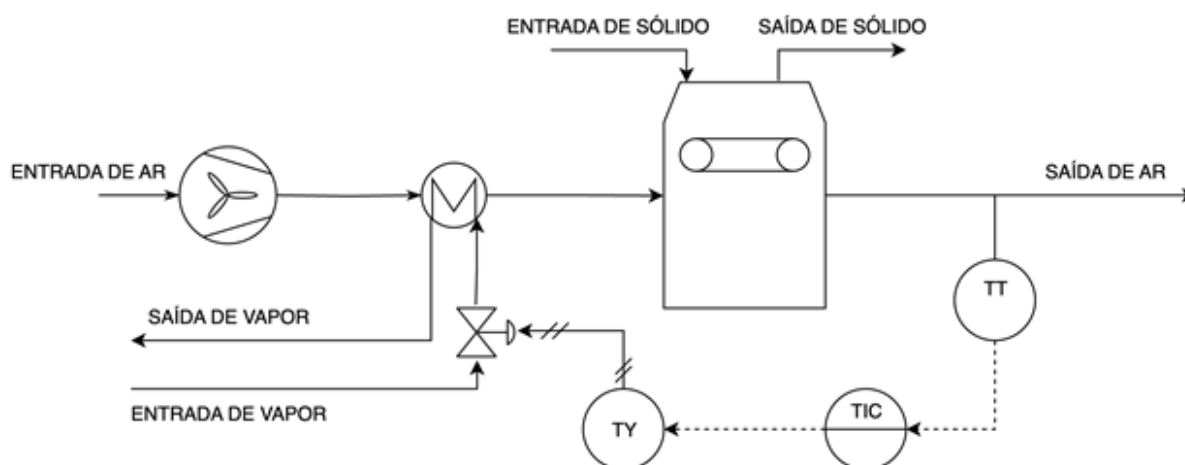 ENTRADA DE SÓLIDO
SAÍDA DE SÓLIDO
ENTRADA DE AR
SAÍDA DE AR
TT
SAÍDA DE VAPOR
ENTRADA DE VAPOR
TIC
TY